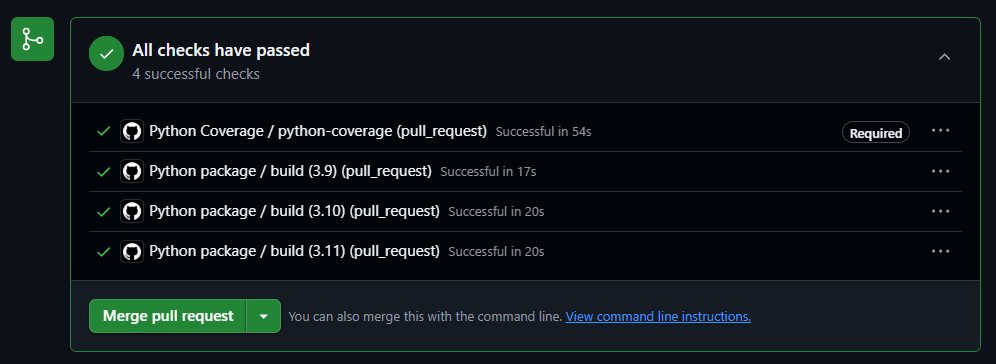 All checks have passed
4 successful checks
Python Coverage / python-coverage (pull_request) Successful in 54s Required
Python package / build (3.9) (pull_request) Successful in 17s
Python package / build (3.10) (pull_request) Successful in 20s
Python package / build (3.11) (pull_request) Successful in 20s
Merge pull request You can also merge this with the command line. View command line instructions.